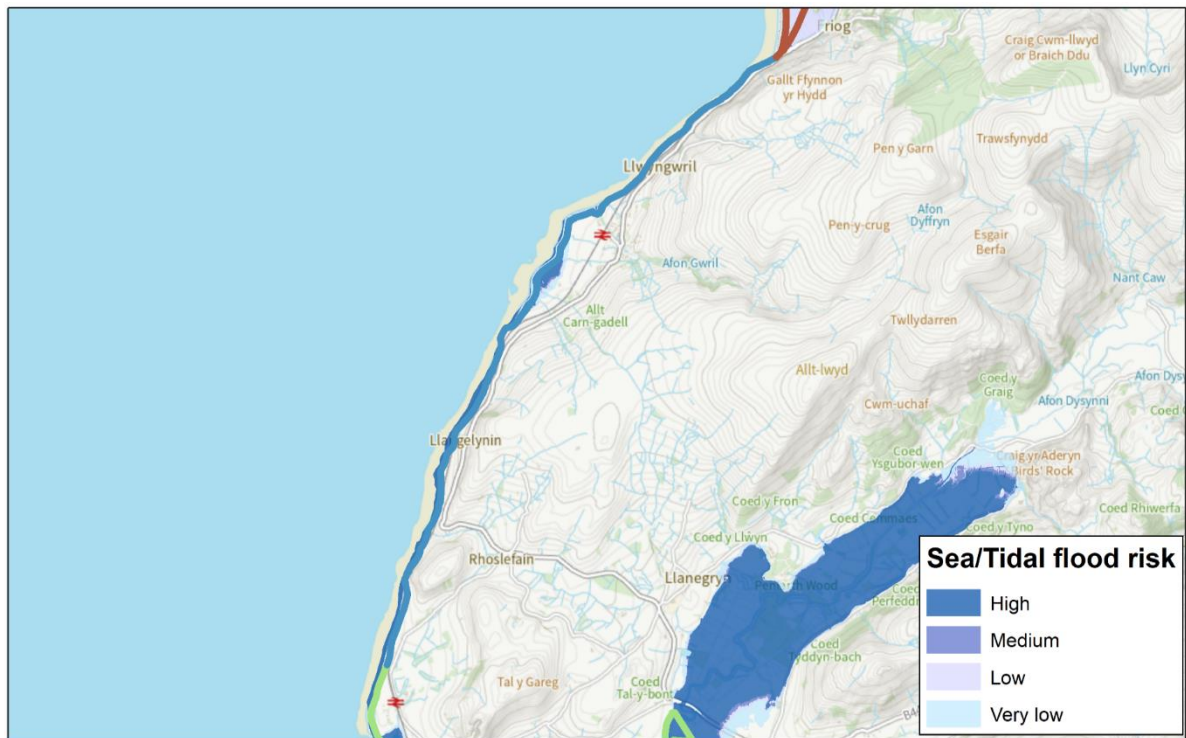 Friog
Craig Cwm-llwyd
or Braich Ddu
Llyn Cyri
Gallt Ffynnon
yr Hydd
Trawsfynydd
Pen y Garn
Llwyngwril
Afon
Dyffryn
Pen-y-crug
Esgair
Berfa
Afon Gwril
Nant Caw
Allt
Carn-gadell
Twllydarren
Allt-lwyd
Coed y
Graig
Afon Dys
Cwm-uchaf
Afon Dysynni
Coed
Llangelynin
Coed
Ysgubor-wen
Craig yr Aderyn
Birds' Rock
Coed y Fron
Coed Rhiwerfa
Coed Commaes
Coed y Tyno
Coed y Llwyn
Rhoslefain
Llanegryn
Peniarth Wood
Coed
Perfedd
Coed
Tyddyn-bach
Tal y Gareg
Coed
Tal-y-bont
B4
Sea/Tidal flood risk
High
Medium
Low
Very low